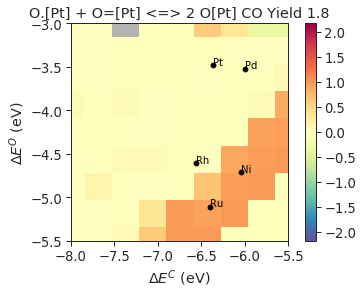 O.[Pt] + O=[Pt] <=> 2 O[Pt] CO Yield 1.8
−3.0
−3.5
−4.0
−4.5
−5.0
−5.5
ΔE^O (eV)
Pt
Pd
Rh
Ni
Ru
−8.0 −7.5 −7.0 −6.5 −6.0 −5.5
ΔE^C (eV)
2.0
1.5
1.0
0.5
0.0
−0.5
−1.0
−1.5
−2.0